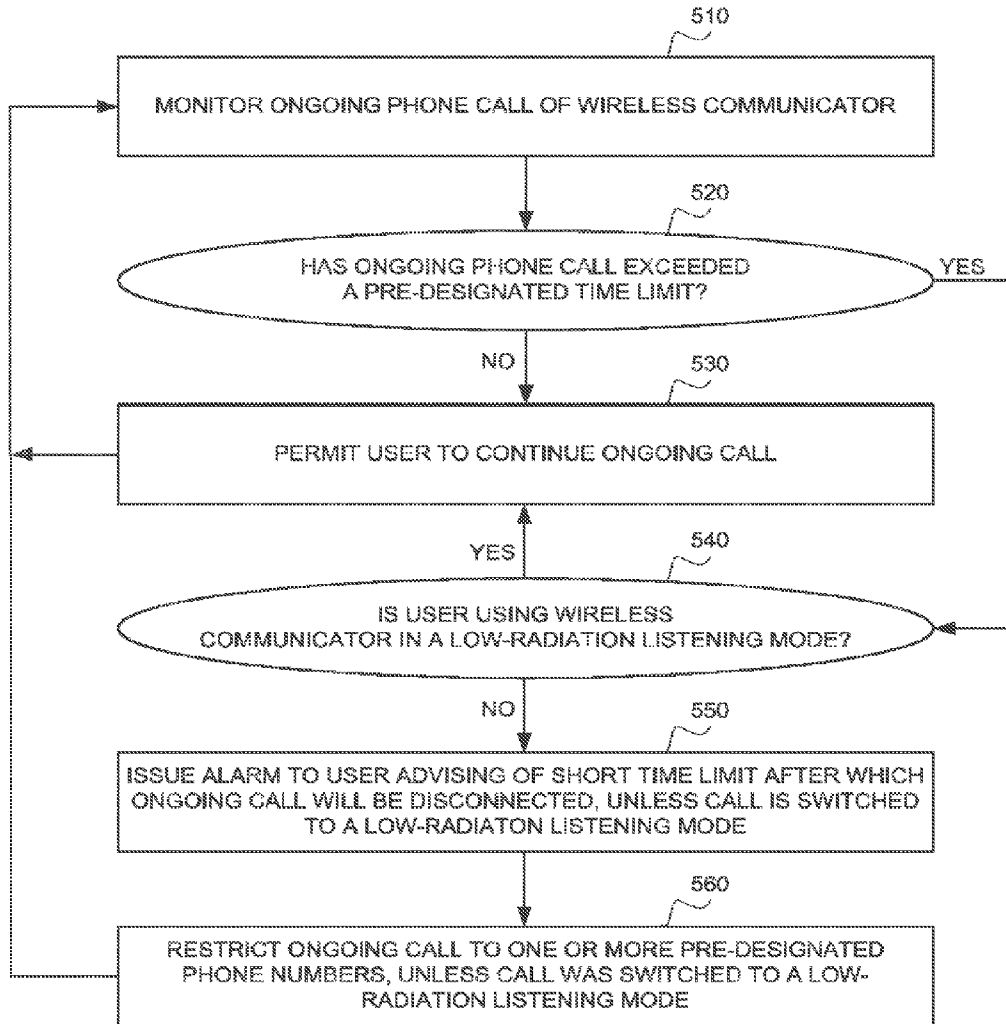 510
MONITOR ONGOING PHONE CALL OF WIRELESS COMMUNICATOR
520
HAS ONGOING PHONE CALL EXCEEDED
A PRE-DESIGNATED TIME LIMIT?
YES
NO
530
PERMIT USER TO CONTINUE ONGOING CALL
YES
540
IS USER USING WIRELESS
COMMUNICATOR IN A LOW-RADIATION LISTENING MODE?
NO
550
ISSUE ALARM TO USER ADVISING OF SHORT TIME LIMIT AFTER WHICH
ONGOING CALL WILL BE DISCONNECTED, UNLESS CALL IS SWITCHED
TO A LOW-RADIATON LISTENING MODE
560
RESTRICT ONGOING CALL TO ONE OR MORE PRE-DESIGNATED
PHONE NUMBERS, UNLESS CALL WAS SWITCHED TO A LOW-
RADIATION LISTENING MODE